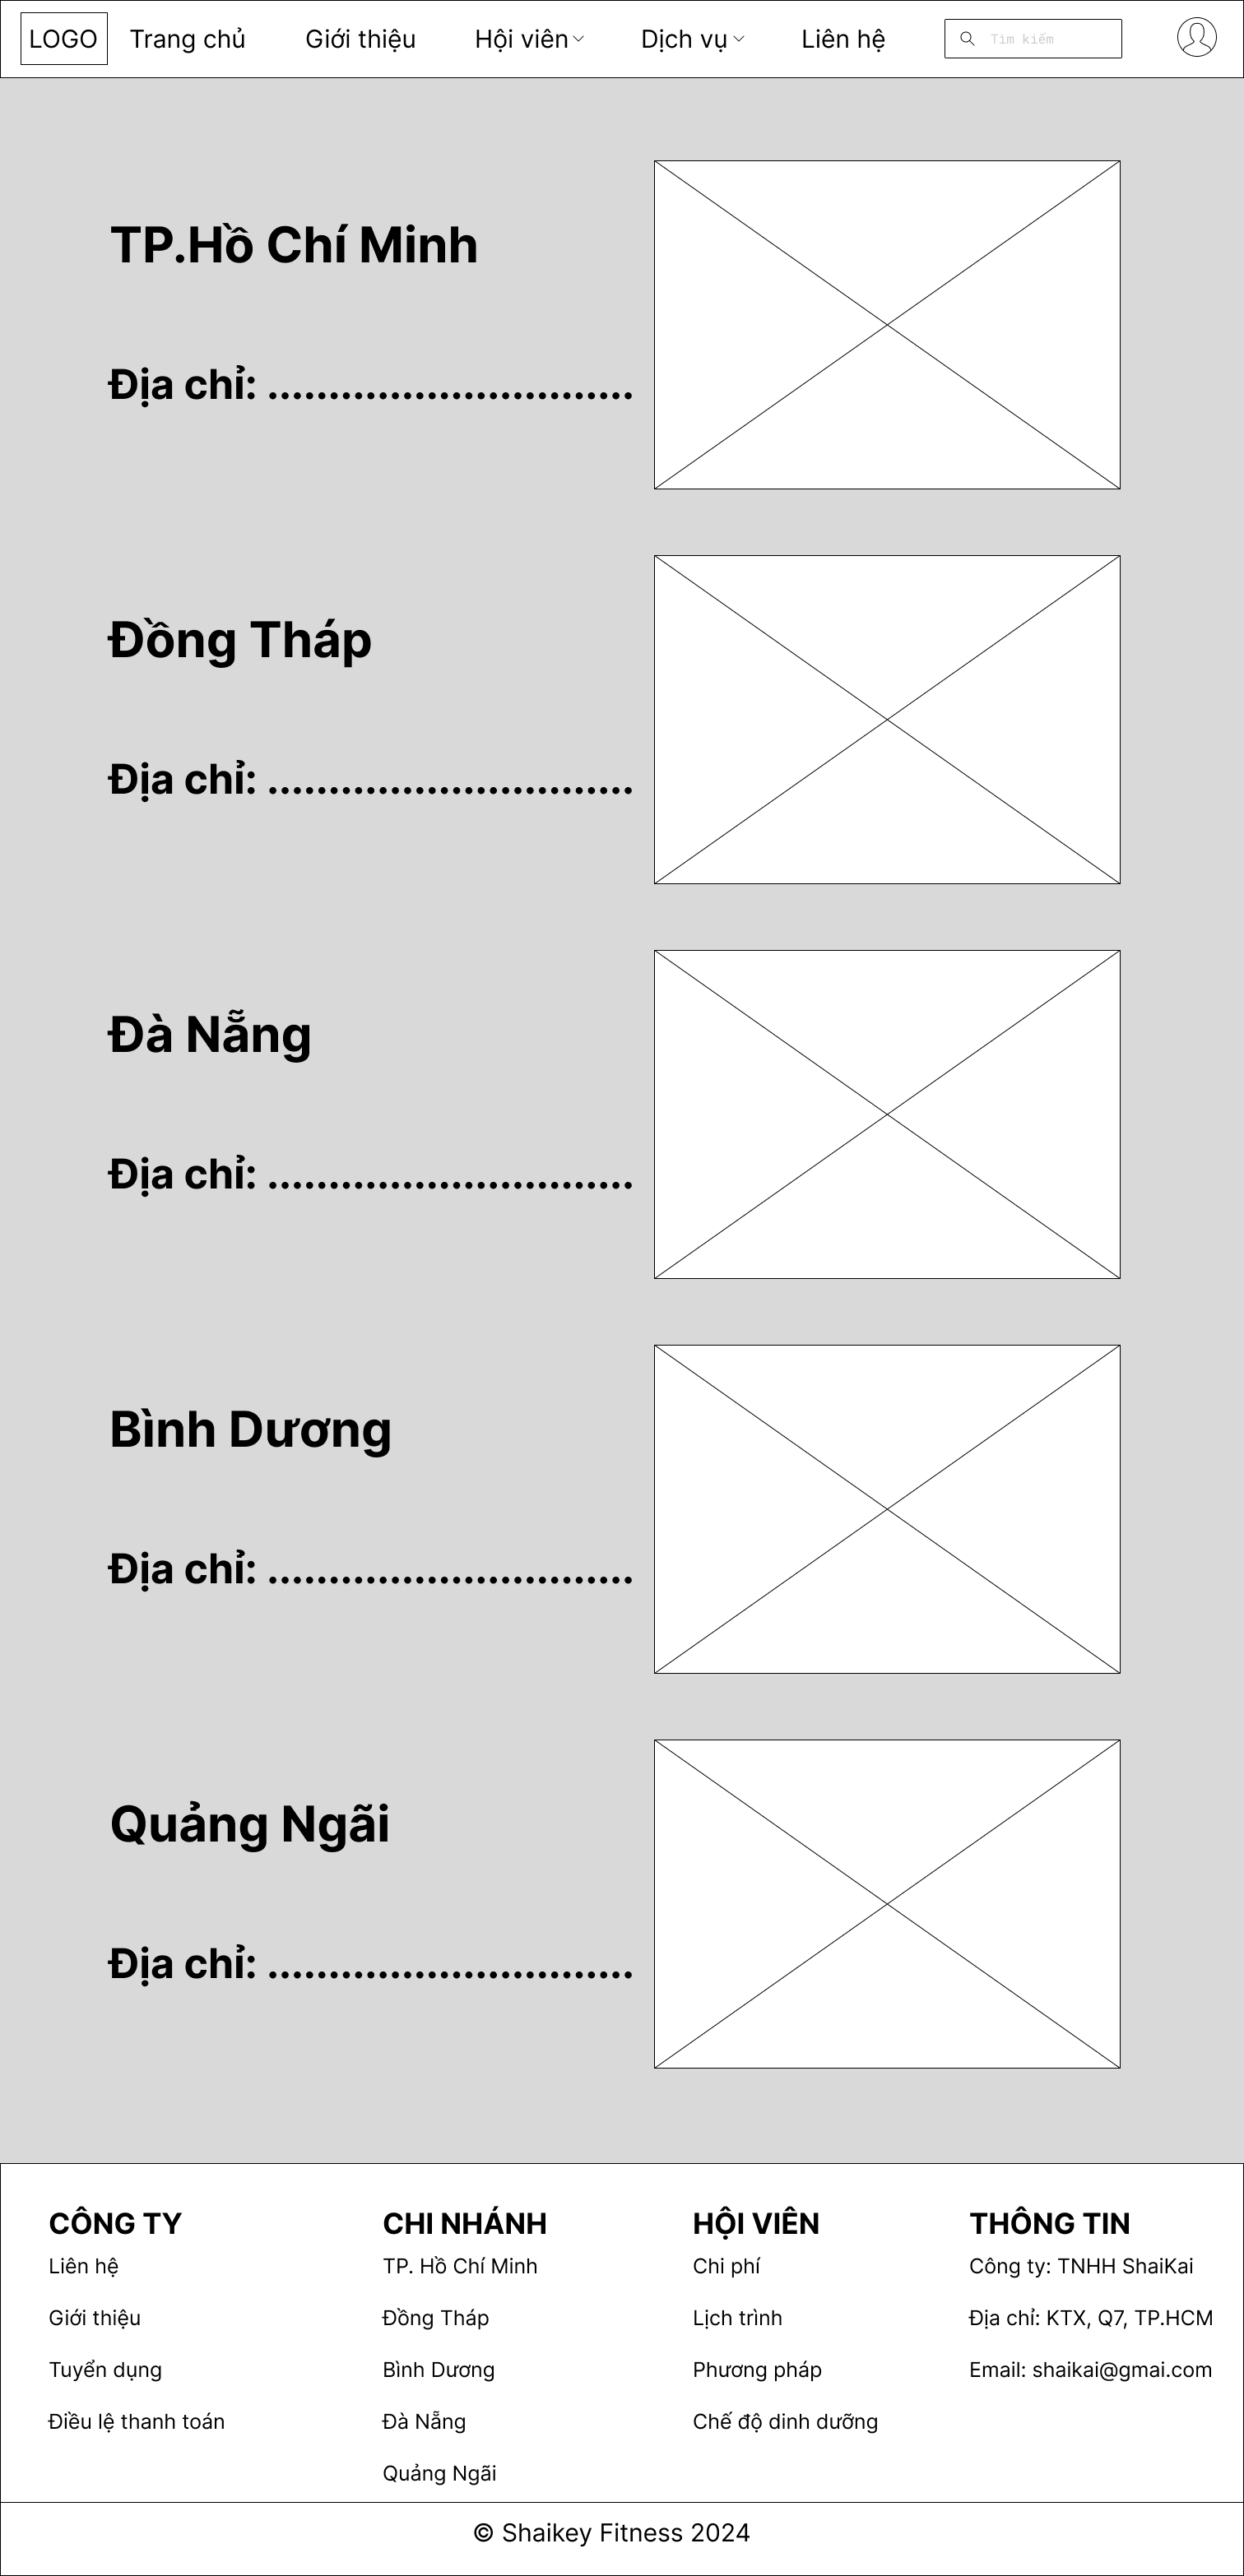 LOGO Trang chủ Giới thiệu Hội viên Dịch vụ Liên hệ Tìm kiếm
TP.Hồ Chí Minh
Địa chỉ: ..............................
Đồng Tháp
Địa chỉ: ..............................
Đà Nẵng
Địa chỉ: ..............................
Bình Dương
Địa chỉ: ..............................
Quảng Ngãi
Địa chỉ: ..............................
CÔNG TY
Liên hệ
Giới thiệu
Tuyển dụng
Điều lệ thanh toán
CHI NHÁNH
TP. Hồ Chí Minh
Đồng Tháp
Bình Dương
Đà Nẵng
Quảng Ngãi
HỘI VIÊN
Chi phí
Lịch trình
Phương pháp
Chế độ dinh dưỡng
THÔNG TIN
Công ty: TNHH ShaiKai
Địa chỉ: KTX, Q7, TP.HCM
Email: shaikai@gmai.com
© Shaikey Fitness 2024